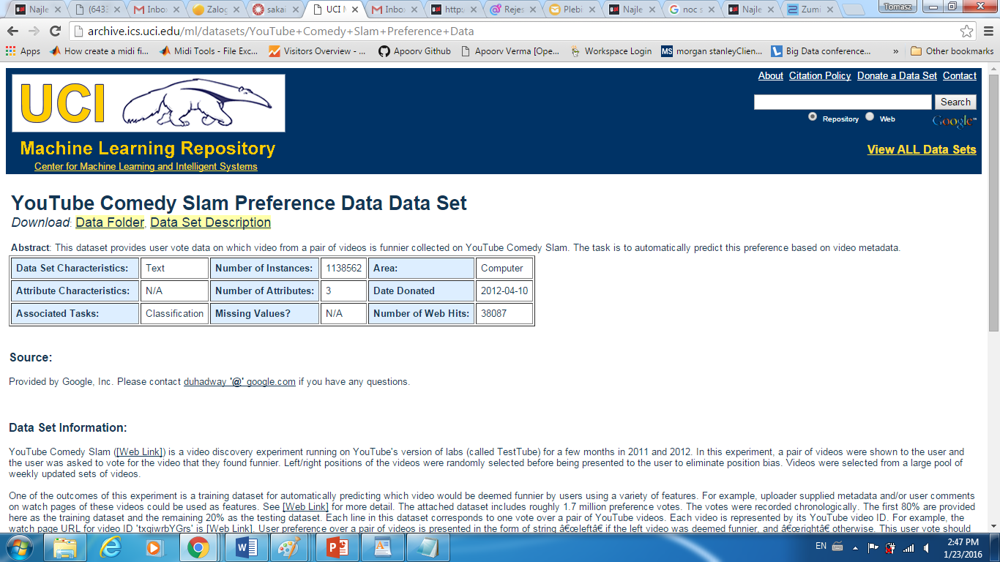 Najle
(643
Inbox
Zalog
sakai
UCI M
Inbox
http:
Rejes
Plebi
Najle
noc s
Najle
Zumi
Tomasz
archive.ics.uci.edu/ml/datasets/YouTube+Comedy+Slam+Preference+Data
Apps How create a midi fi... Midi Tools - File Exc... Visitors Overview - ... Apoorv Github Apoorv Verma [Ope... Workspace Login MS morgan stanleyClien... Big Data conference... » Other bookmarks
About Citation Policy Donate a Data Set Contact
UCI
Search
Repository Web Google™
Machine Learning Repository
View ALL Data Sets
Center for Machine Learning and Intelligent Systems
YouTube Comedy Slam Preference Data Data Set
Download: Data Folder, Data Set Description
Abstract: This dataset provides user vote data on which video from a pair of videos is funnier collected on YouTube Comedy Slam. The task is to automatically predict this preference based on video metadata.
Data Set Characteristics: Text Number of Instances: 1138562 Area: Computer
Attribute Characteristics: N/A Number of Attributes: 3 Date Donated 2012-04-10
Associated Tasks: Classification Missing Values? N/A Number of Web Hits: 38087
Source:
Provided by Google, Inc. Please contact duhadway '@' google.com if you have any questions.
Data Set Information:
YouTube Comedy Slam ([Web Link]) is a video discovery experiment running on YouTube's version of labs (called TestTube) for a few months in 2011 and 2012. In this experiment, a pair of videos were shown to the user and
the user was asked to vote for the video that they found funnier. Left/right positions of the videos were randomly selected before being presented to the user to eliminate position bias. Videos were selected from a large pool of
weekly updated sets of videos.
One of the outcomes of this experiment is a training dataset for automatically predicting which video would be deemed funnier by users using a variety of features. For example, uploader supplied metadata and/or user comments
on watch pages of these videos could be used as features. See [Web Link] for more detail. The attached dataset includes roughly 1.7 million preference votes. The votes were recorded chronologically. The first 80% are provided
here as the training dataset and the remaining 20% as the testing dataset. Each line in this dataset corresponds to one vote over a pair of YouTube videos. Each video is represented by its YouTube video ID. For example, the
watch page URL for video ID 'txqiwrbYGrs' is [Web Link]. User preference over a pair of videos is presented in the form of string â€œleftâ€ if the left video was deemed funnier, and â€œrightâ€ otherwise. This user vote should
EN
2:47 PM
1/23/2016